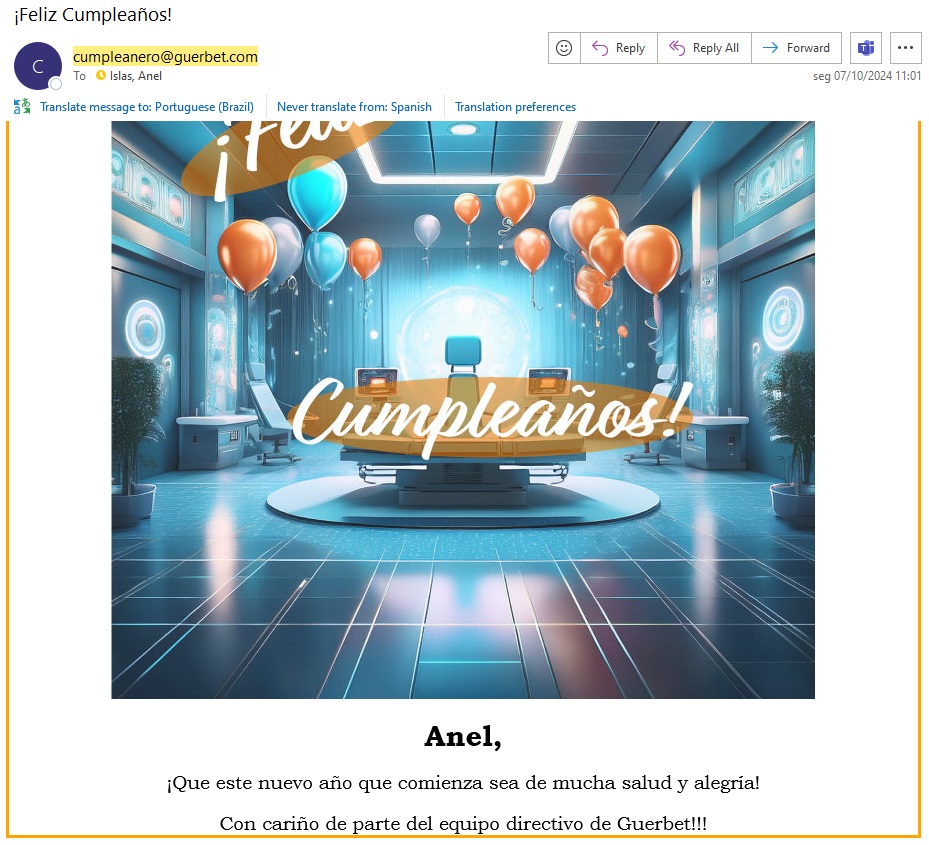 ¡Feliz Cumpleaños!
C
cumpleanero@guerbet.com
To Islas, Anel
Reply
Reply All
Forward
seg 07/10/2024 11:01
Translate message to: Portuguese (Brazil)
Never translate from: Spanish
Translation preferences
¡Feliz
Cumpleaños!
Anel,
¡Que este nuevo año que comienza sea de mucha salud y alegría!
Con cariño de parte del equipo directivo de Guerbet!!!